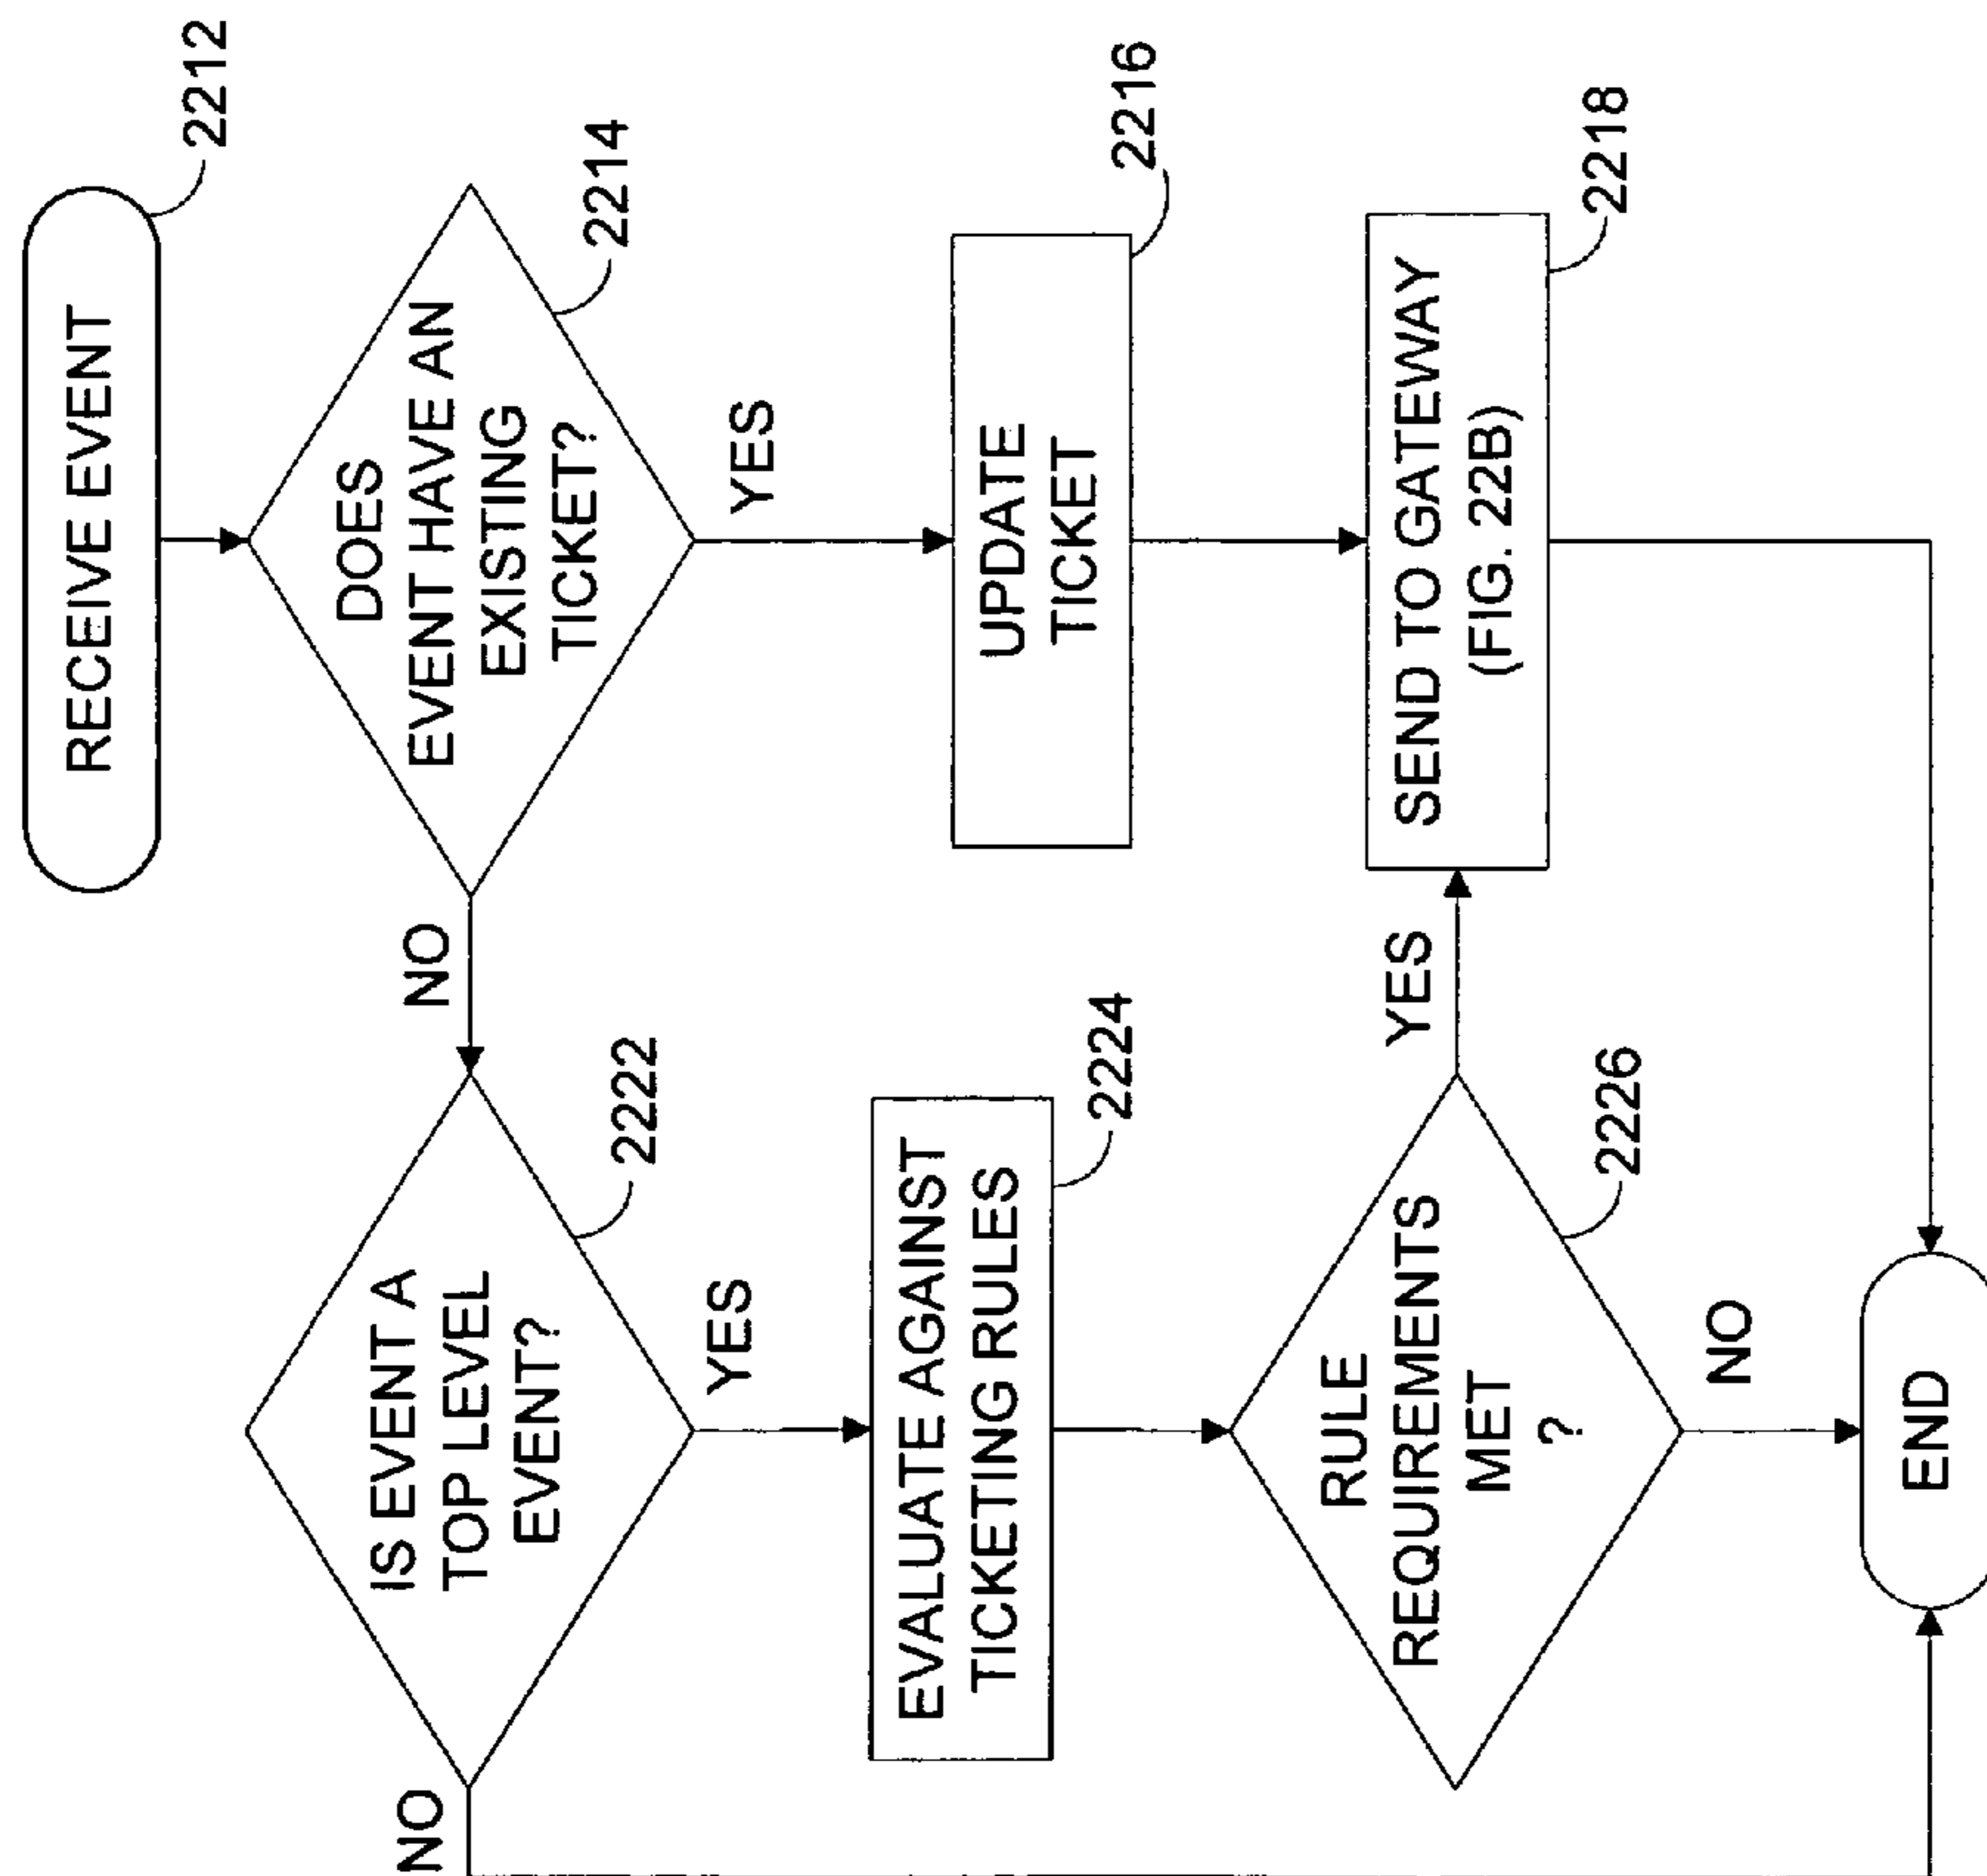 RECEIVE EVENT
2212
DOES
EVENT HAVE AN
EXISTING
TICKET?
2214
YES
NO
UPDATE
TICKET
2216
SEND TO GATEWAY
(FIG. 22B)
2218
IS EVENT A
TOP LEVEL
EVENT?
2222
YES
NO
EVALUATE AGAINST
TICKETING RULES
2224
RULE
REQUIREMENTS
MET
?
2226
YES
NO
END